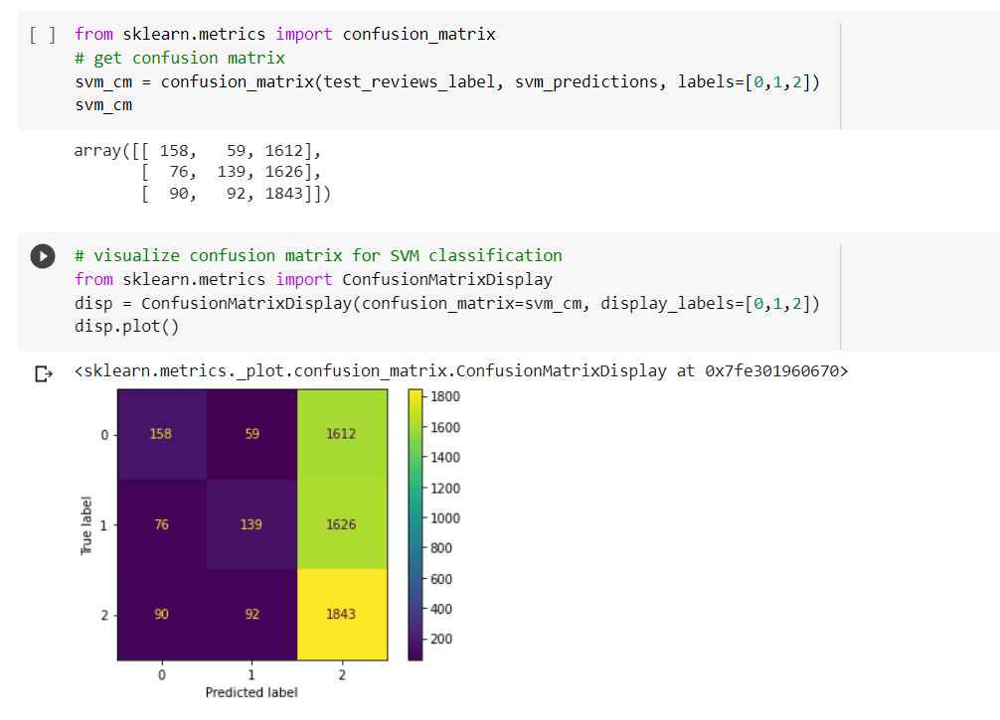 [ ] from sklearn.metrics import confusion_matrix
# get confusion matrix
svm_cm = confusion_matrix(test_reviews_label, svm_predictions, labels=[0,1,2])
svm_cm
array([[ 158,   59, 1612],
       [  76,  139, 1626],
       [  90,   92, 1843]])
# visualize confusion matrix for SVM classification
from sklearn.metrics import ConfusionMatrixDisplay
disp = ConfusionMatrixDisplay(confusion_matrix=svm_cm, display_labels=[0,1,2])
disp.plot()
<sklearn.metrics._plot.confusion_matrix.ConfusionMatrixDisplay at 0x7fe301960670>
True label
0 158 59 1612
1 76 139 1626
2 90 92 1843
0 1 2
Predicted label
1800
1600
1400
1200
1000
800
600
400
200